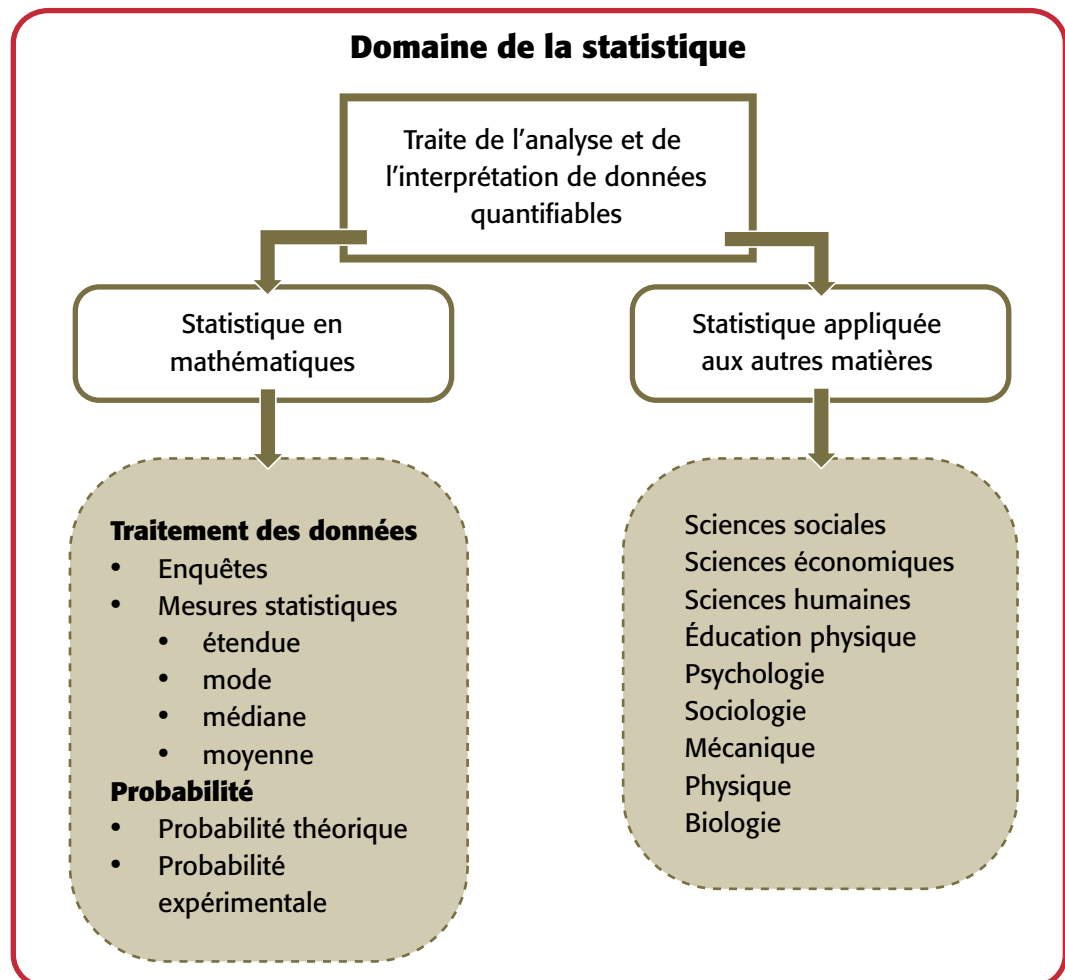 Domaine de la statistique
Traite de l'analyse et de
l'interprétation de données
quantifiables
Statistique en
mathématiques
Traitement des données
• Enquêtes
• Mesures statistiques
• étendue
• mode
• médiane
• moyenne
Probabilité
• Probabilité théorique
• Probabilité
expérimentale
Statistique appliquée
aux autres matières
Sciences sociales
Sciences économiques
Sciences humaines
Éducation physique
Psychologie
Sociologie
Mécanique
Physique
Biologie